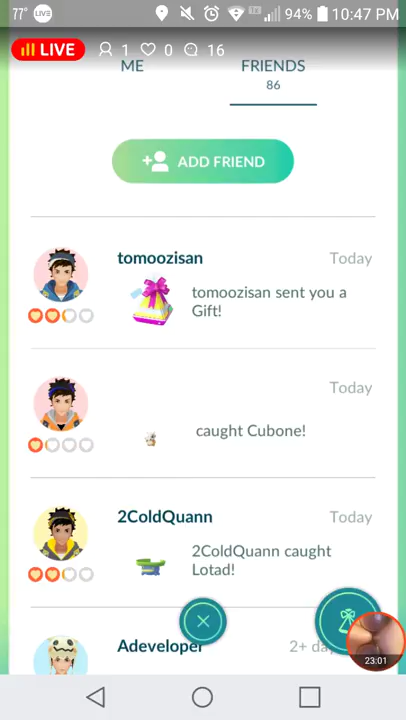 77° LIVE 1x 94% 10:47 PM
LIVE 1 0 16
ME
FRIENDS
86
ADD FRIEND
tomoozisan Today
tomoozisan sent you a
Gift!
Today
caught Cubone!
2ColdQuann Today
2ColdQuann caught
Lotad!
Adeveloper 2+ da
23:01